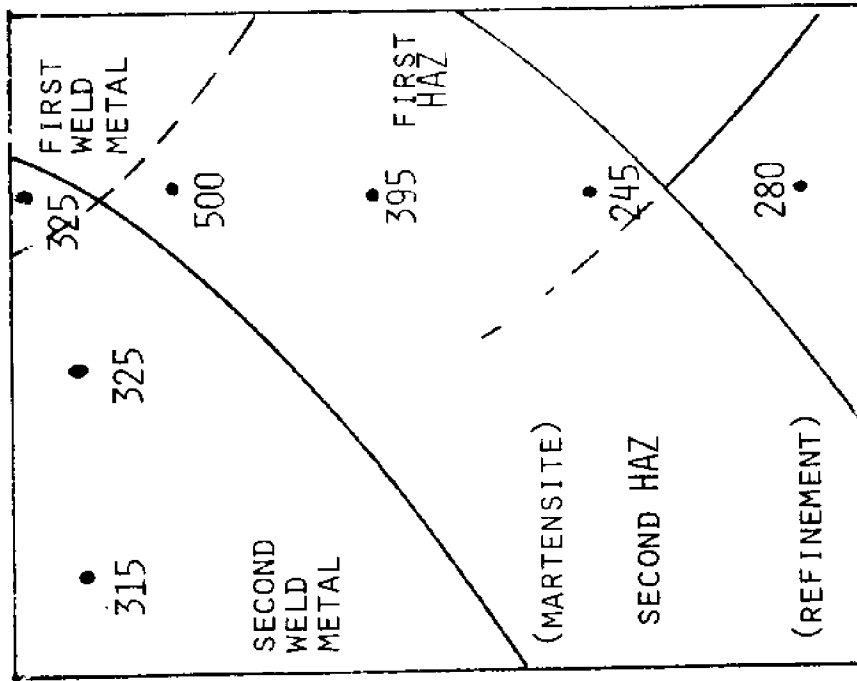 FIRST
WELD
METAL
325
500
FIRST
HAZ
395
245
280
325
315
SECOND
WELD
METAL
(MARTENSITE)
SECOND HAZ
(REFINEMENT)